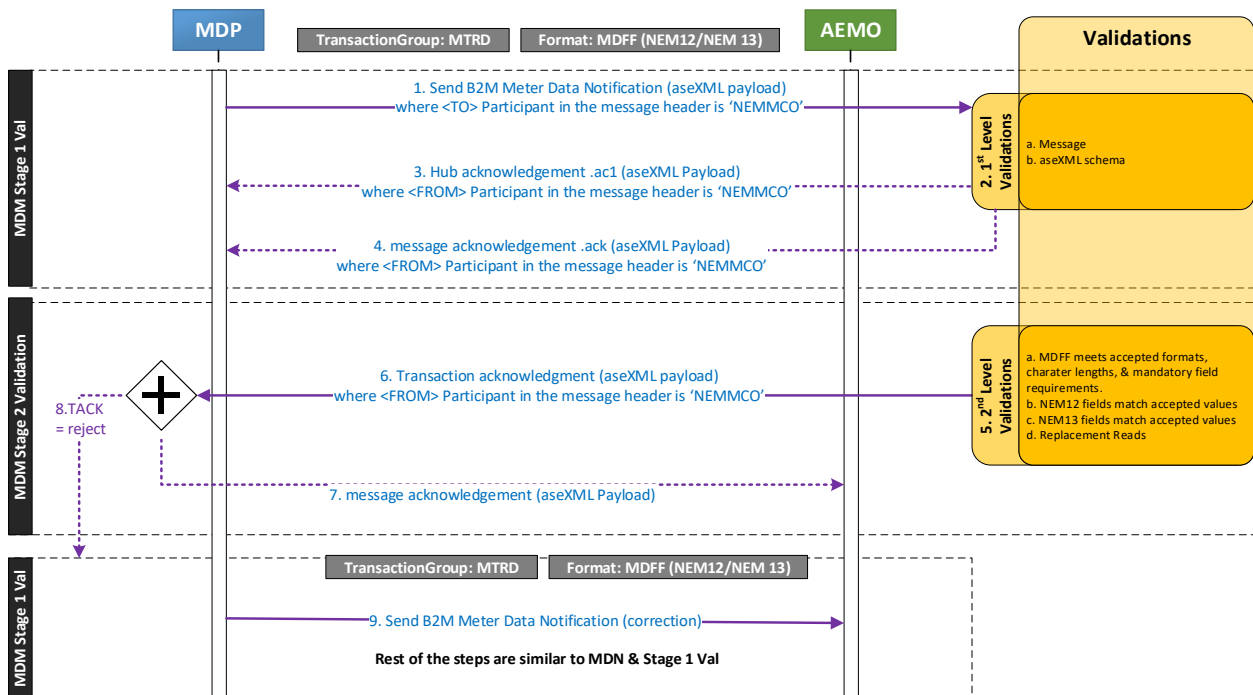 MDP
TransactionGroup: MTRD
Format: MDFF (NEM12/NEM 13)
AEMO
Validations
MDM Stage 1 Val
1. Send B2M Meter Data Notification (aseXML payload)
where <TO> Participant in the message header is ‘NEMMCO’
2. 1st Level
Validations
a. Message
b. aseXML schema
3. Hub acknowledgement .ac1 (aseXML Payload)
where <FROM> Participant in the message header is ‘NEMMCO’
4. message acknowledgement .ack (aseXML Payload)
where <FROM> Participant in the message header is ‘NEMMCO’
MDM Stage 2 Validation
5. 2nd Level
Validations
a. MDFF meets accepted formats,
charater lengths, & mandatory field
requirements.
b. NEM12 fields match accepted values
c. NEM13 fields match accepted values
d. Replacement Reads
6. Transaction acknowledgment (aseXML payload)
where <FROM> Participant in the message header is ‘NEMMCO’
8.TACK
= reject
7. message acknowledgement (aseXML Payload)
MDM Stage 1 Val
TransactionGroup: MTRD
Format: MDFF (NEM12/NEM 13)
9. Send B2M Meter Data Notification (correction)
Rest of the steps are similar to MDN & Stage 1 Val